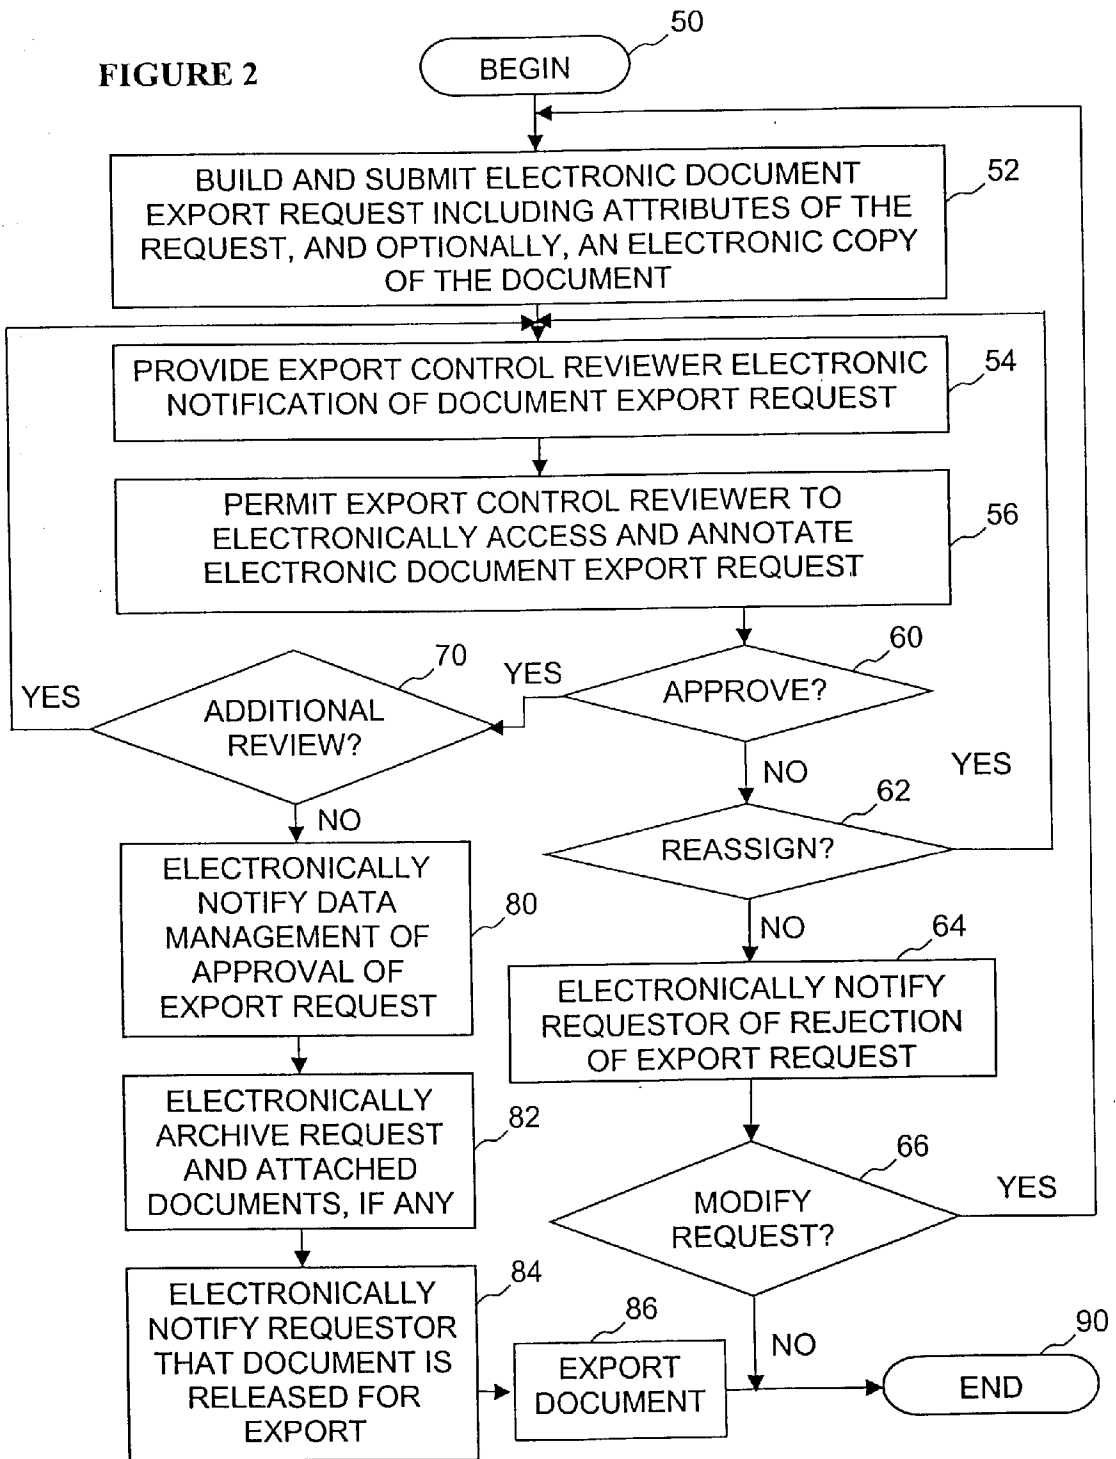 FIGURE 2
50
BEGIN
BUILD AND SUBMIT ELECTRONIC DOCUMENT
EXPORT REQUEST INCLUDING ATTRIBUTES OF THE
REQUEST, AND OPTIONALLY, AN ELECTRONIC COPY
OF THE DOCUMENT
52
PROVIDE EXPORT CONTROL REVIEWER ELECTRONIC
NOTIFICATION OF DOCUMENT EXPORT REQUEST
54
PERMIT EXPORT CONTROL REVIEWER TO
ELECTRONICALLY ACCESS AND ANNOTATE
ELECTRONIC DOCUMENT EXPORT REQUEST
56
60
APPROVE?
YES
NO
70
ADDITIONAL
REVIEW?
YES
NO
62
REASSIGN?
YES
NO
ELECTRONICALLY
NOTIFY DATA
MANAGEMENT OF
APPROVAL OF
EXPORT REQUEST
80
64
ELECTRONICALLY NOTIFY
REQUESTOR OF REJECTION
OF EXPORT REQUEST
ELECTRONICALLY
ARCHIVE REQUEST
AND ATTACHED
DOCUMENTS, IF ANY
82
66
MODIFY
REQUEST?
YES
NO
ELECTRONICALLY
NOTIFY REQUESTOR
THAT DOCUMENT IS
RELEASED FOR
EXPORT
84
86
EXPORT
DOCUMENT
90
END